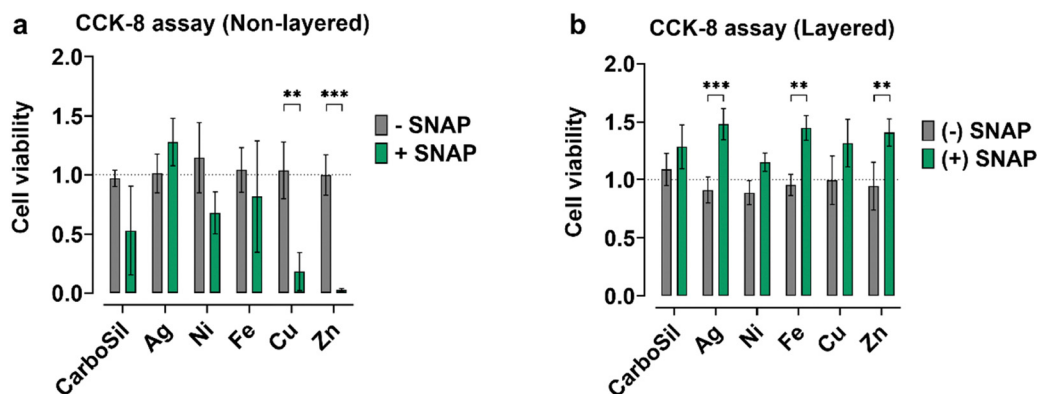 a
CCK-8 assay (Non-layered)
Cell viability
2.0
1.5
1.0
0.5
0.0
** ***
- SNAP
+ SNAP
CarboSil Ag Ni Fe Cu Zn
b
CCK-8 assay (Layered)
Cell viability
2.0
1.5
1.0
0.5
0.0
*** ** **
(-) SNAP
(+) SNAP
CarboSil Ag Ni Fe Cu Zn